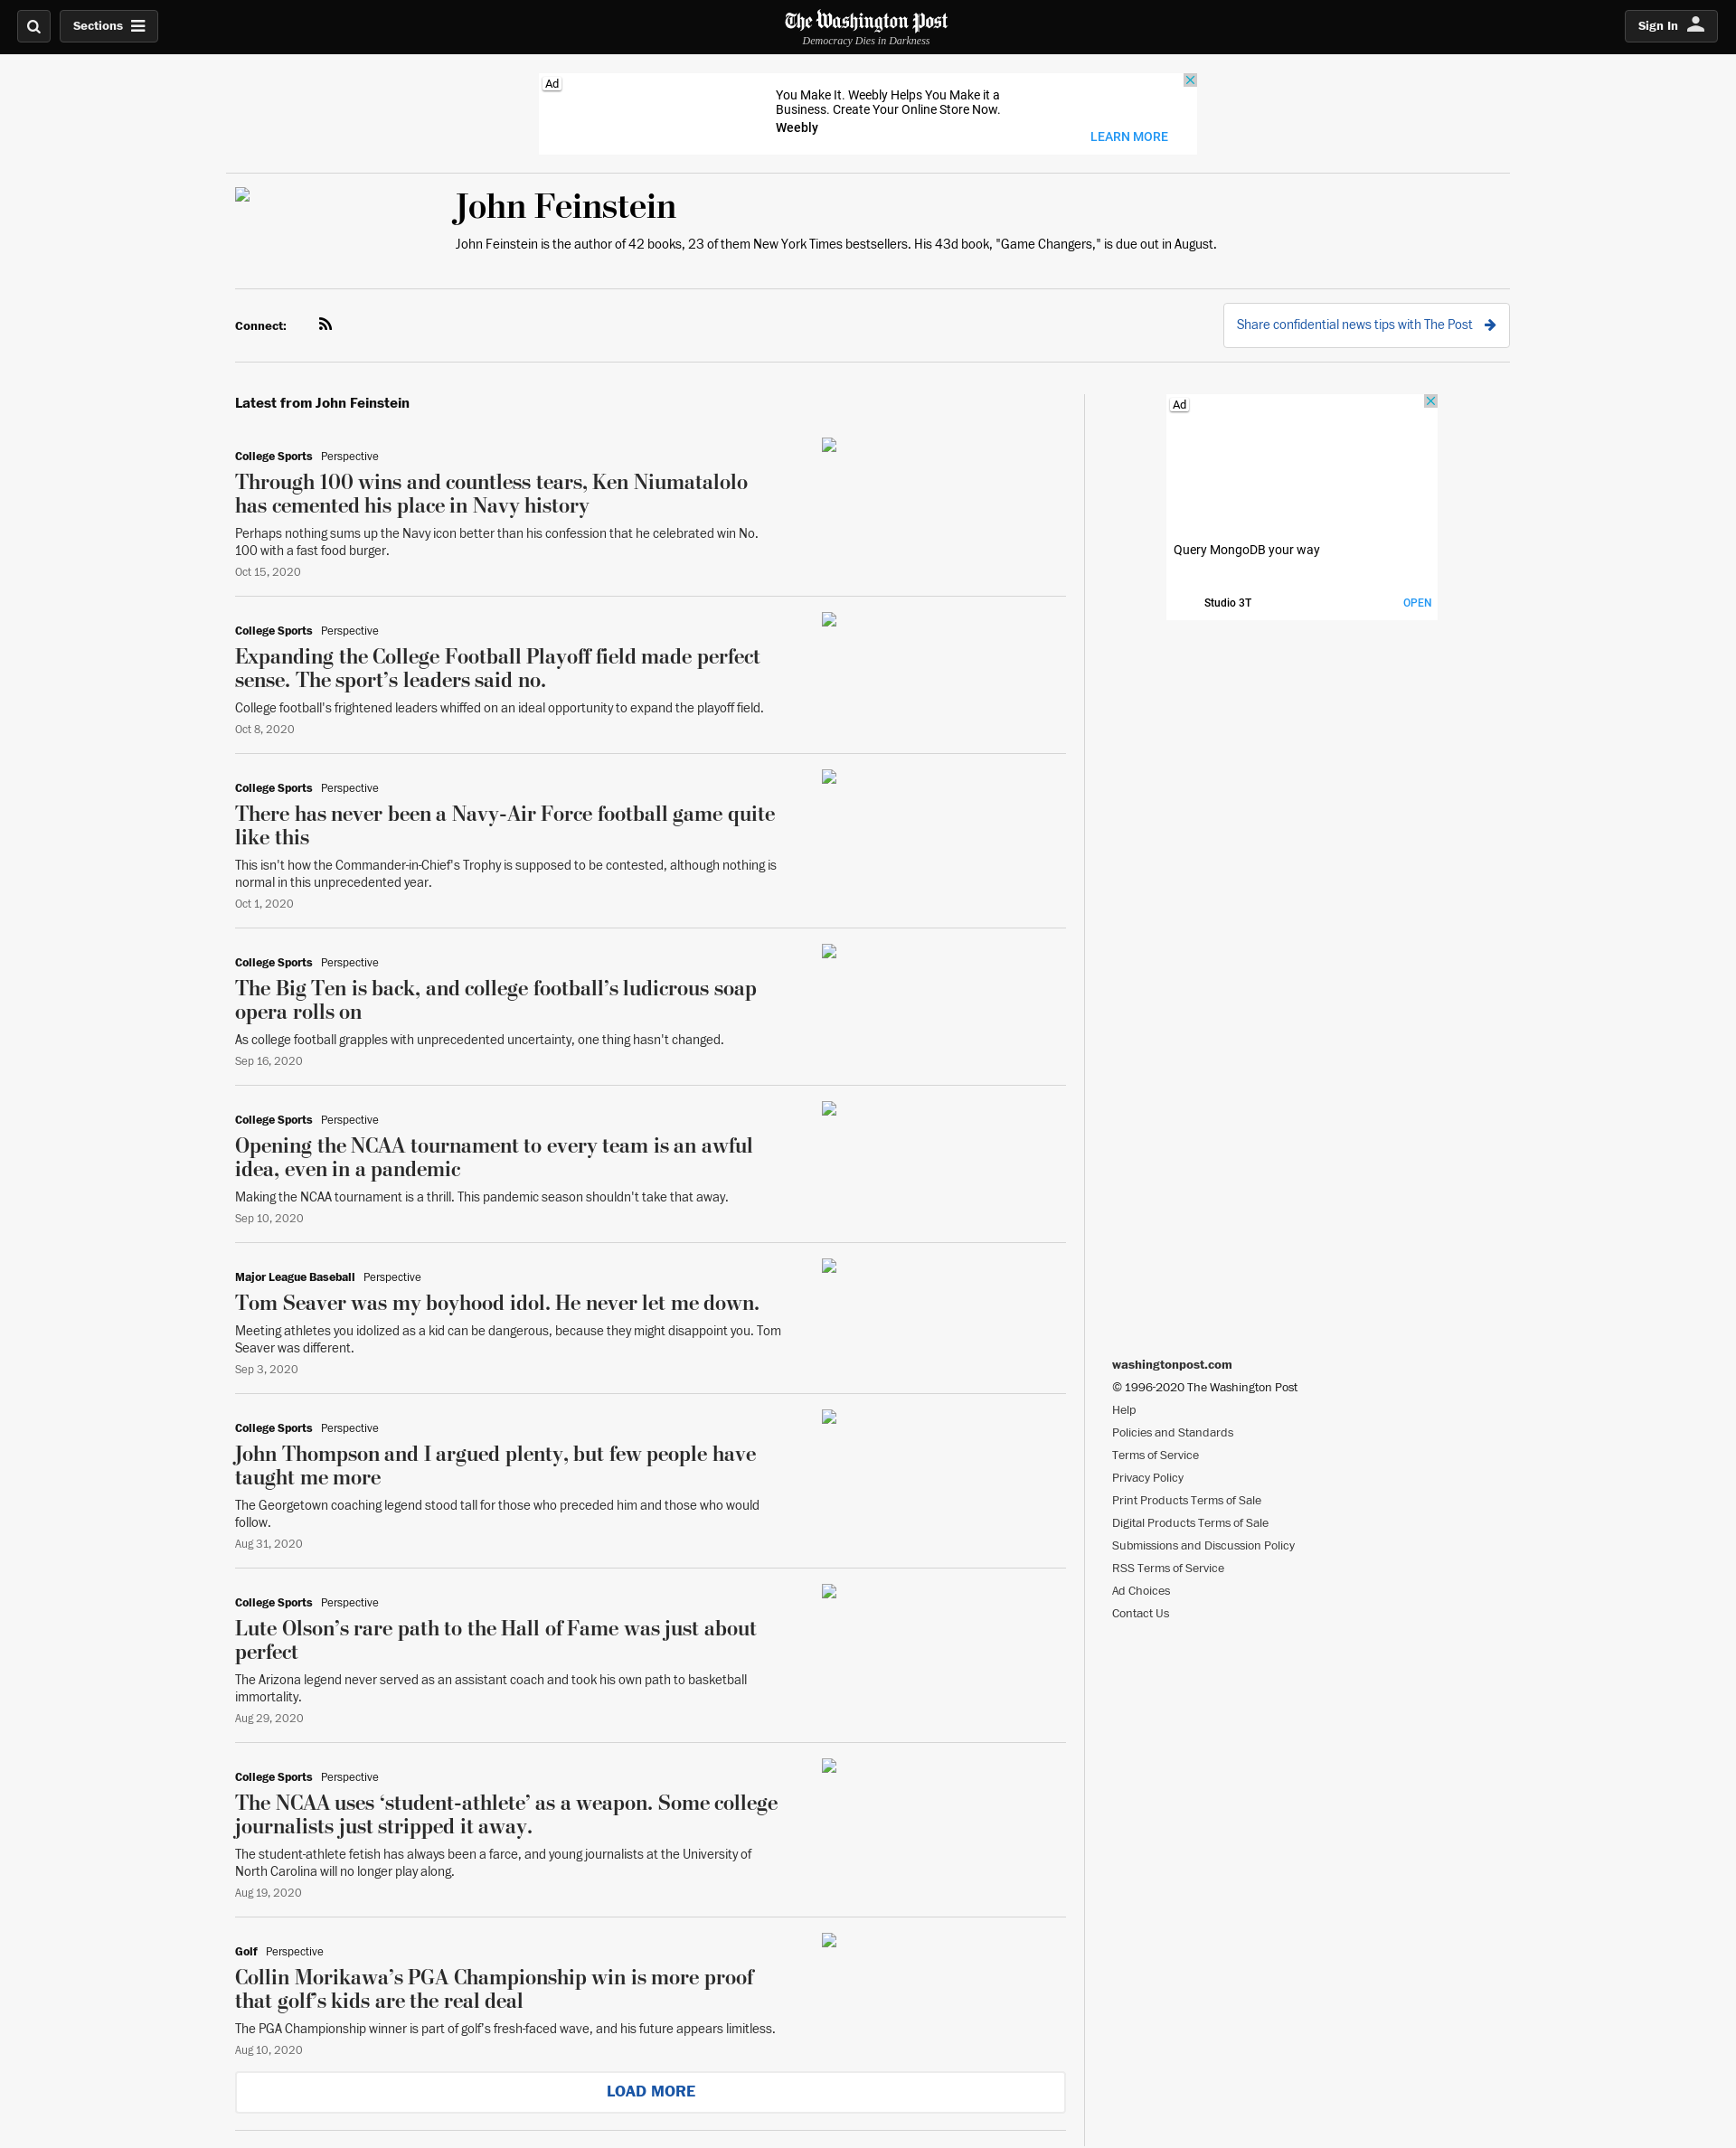 Sections
The Washington Post
Democracy Dies in Darkness
Sign In
Ad
You Make It. Weebly Helps You Make it a
Business. Create Your Online Store Now.
Weebly
LEARN MORE
John Feinstein
John Feinstein is the author of 42 books, 23 of them New York Times bestsellers. His 43d book, "Game Changers," is due out in August.
Connect:
Share confidential news tips with The Post
Latest from John Feinstein
College Sports Perspective
Through 100 wins and countless tears, Ken Niumatalolo
has cemented his place in Navy history
Perhaps nothing sums up the Navy icon better than his confession that he celebrated win No.
100 with a fast food burger.
Oct 15, 2020
College Sports Perspective
Expanding the College Football Playoff field made perfect
sense. The sport’s leaders said no.
College football's frightened leaders whiffed on an ideal opportunity to expand the playoff field.
Oct 8, 2020
College Sports Perspective
There has never been a Navy-Air Force football game quite
like this
This isn't how the Commander-in-Chief's Trophy is supposed to be contested, although nothing is
normal in this unprecedented year.
Oct 1, 2020
College Sports Perspective
The Big Ten is back, and college football’s ludicrous soap
opera rolls on
As college football grapples with unprecedented uncertainty, one thing hasn't changed.
Sep 16, 2020
College Sports Perspective
Opening the NCAA tournament to every team is an awful
idea, even in a pandemic
Making the NCAA tournament is a thrill. This pandemic season shouldn't take that away.
Sep 10, 2020
Major League Baseball Perspective
Tom Seaver was my boyhood idol. He never let me down.
Meeting athletes you idolized as a kid can be dangerous, because they might disappoint you. Tom
Seaver was different.
Sep 3, 2020
College Sports Perspective
John Thompson and I argued plenty, but few people have
taught me more
The Georgetown coaching legend stood tall for those who preceded him and those who would
follow.
Aug 31, 2020
College Sports Perspective
Lute Olson’s rare path to the Hall of Fame was just about
perfect
The Arizona legend never served as an assistant coach and took his own path to basketball
immortality.
Aug 29, 2020
College Sports Perspective
The NCAA uses ‘student-athlete’ as a weapon. Some college
journalists just stripped it away.
The student-athlete fetish has always been a farce, and young journalists at the University of
North Carolina will no longer play along.
Aug 19, 2020
Golf Perspective
Collin Morikawa’s PGA Championship win is more proof
that golf’s kids are the real deal
The PGA Championship winner is part of golf's fresh-faced wave, and his future appears limitless.
Aug 10, 2020
LOAD MORE
Ad
Query MongoDB your way
Studio 3T
OPEN
washingtonpost.com
© 1996-2020 The Washington Post
Help
Policies and Standards
Terms of Service
Privacy Policy
Print Products Terms of Sale
Digital Products Terms of Sale
Submissions and Discussion Policy
RSS Terms of Service
Ad Choices
Contact Us